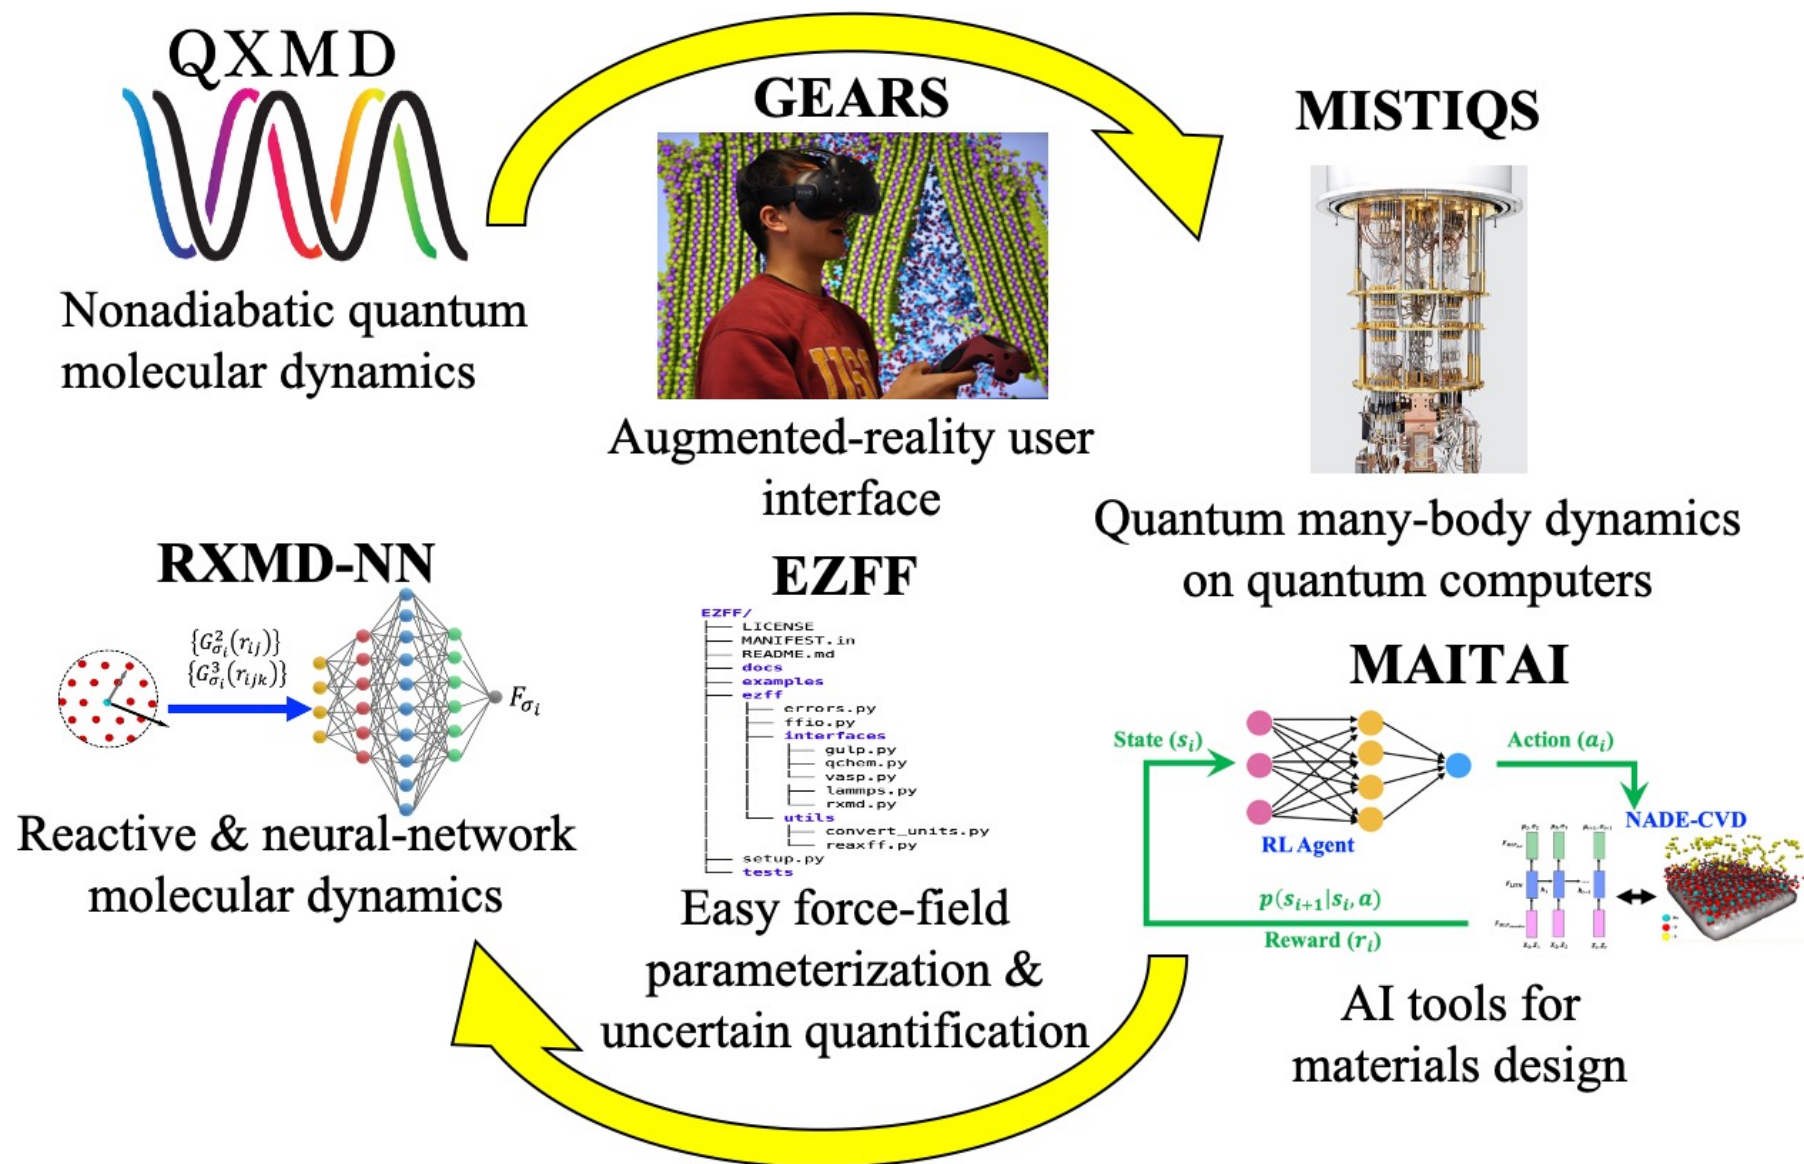 QXMD
Nonadiabatic quantum
molecular dynamics
GEARS
Augmented-reality user
interface
MISTIQS
Quantum many-body dynamics
on quantum computers
RXMD-NN
{G²σᵢ(rᵢⱼ)}
{G³σᵢ(rᵢⱼₖ)}
Fσᵢ
Reactive & neural-network
molecular dynamics
EZFF
EZFF/
LICENSE
MANIFEST.in
README.md
docs
examples
ezff
errors.py
ffio.py
interfaces
gulp.py
qchem.py
vasp.py
lammps.py
rxmd.py
utils
convert_units.py
reaxff.py
setup.py
tests
Easy force-field
parameterization &
uncertain quantification
MAITAI
State (sᵢ)
Action (aᵢ)
RL Agent
NADE-CVD
p(sᵢ₊₁|sᵢ, a)
Reward (rᵢ)
AI tools for
materials design